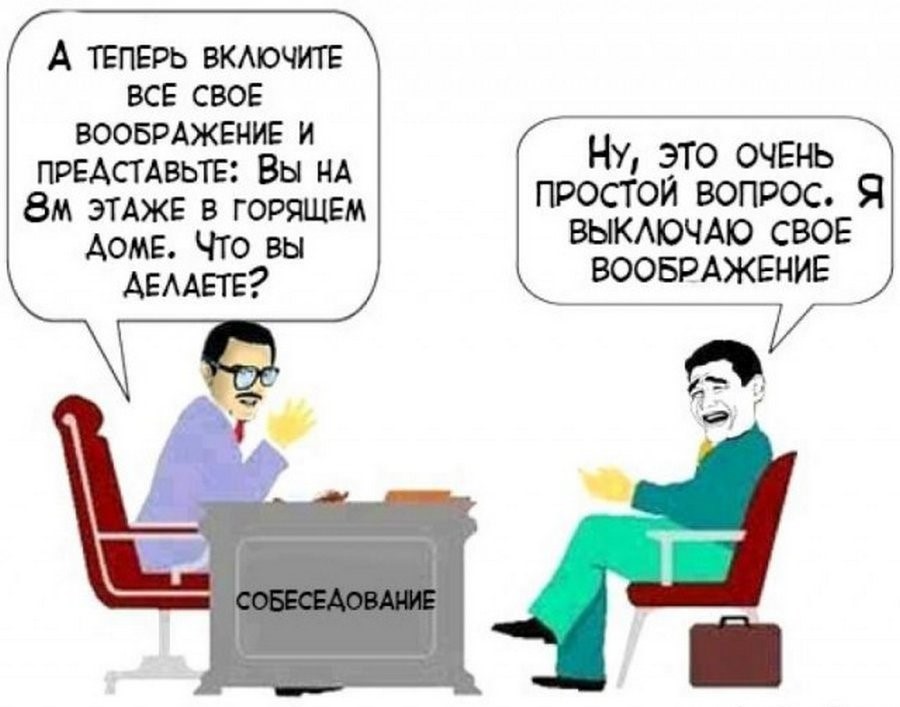 А ТЕПЕРЬ ВКЛЮЧИТЕ
ВСЕ СВОЕ
ВООБРАЖЕНИЕ И
ПРЕДСТАВЬТЕ: ВЫ НА
8М ЭТАЖЕ В ГОРЯЩЕМ
ДОМЕ. ЧТО ВЫ
ДЕЛАЕТЕ?
НУ, ЭТО ОЧЕНЬ
ПРОСТОЙ ВОПРОС. Я
ВЫКЛЮЧАЮ СВОЕ
ВООБРАЖЕНИЕ
СОБЕСЕДОВАНИЕ